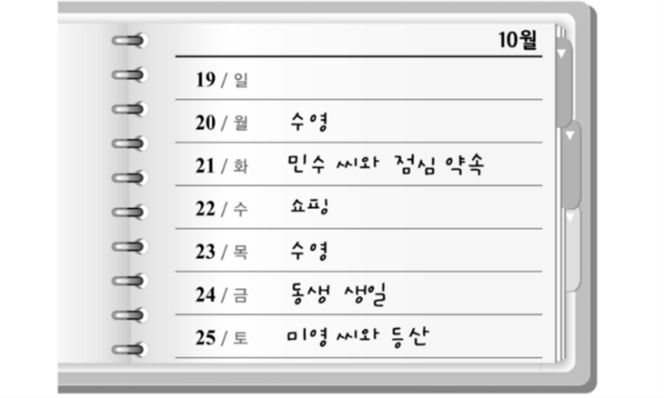 10월
19 / 일
20 / 월 수영
21 / 화 민수 씨와 점심 약속
22 / 수 쇼핑
23 / 목 수영
24 / 금 동생 생일
25 / 토 미영 씨와 등산